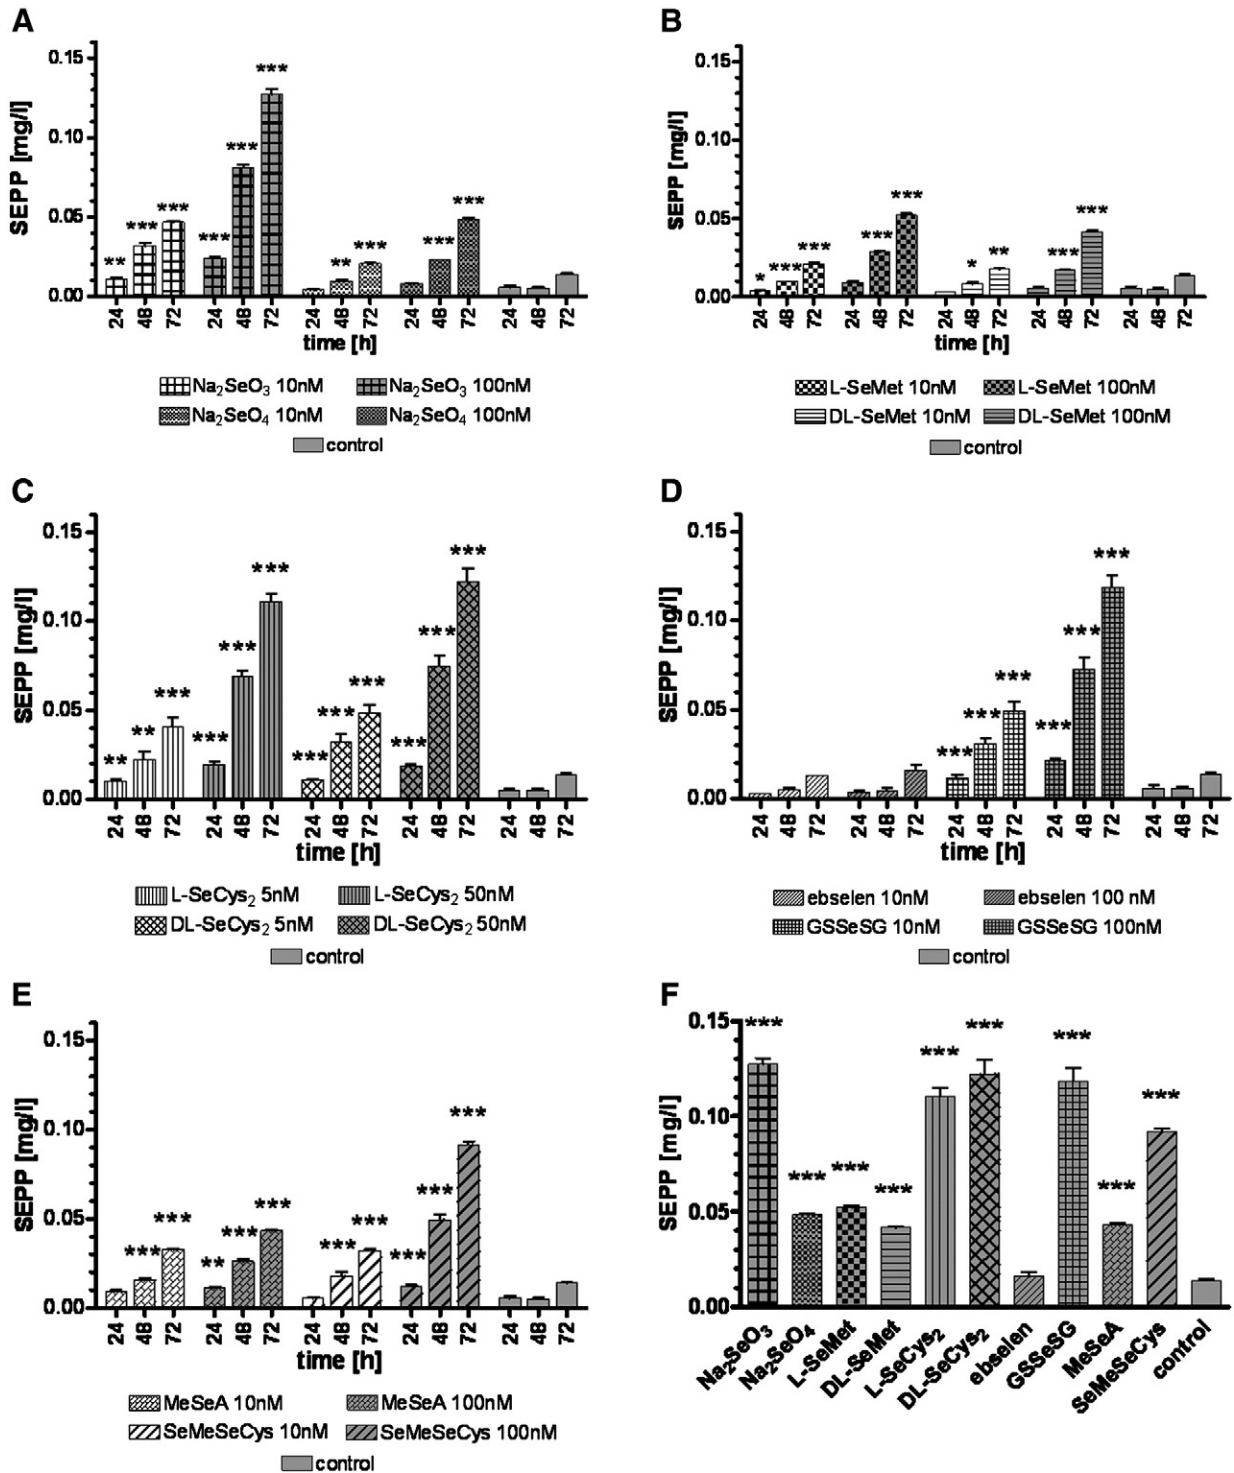 A
SEPP [mg/l]
0.15
0.10
0.05
0.00
*** *** *** *** *** *** *** *** *** ** **
24 48 72 24 48 72 24 48 72 24 48 72 24 48 72
time [h]
Na2SeO3 10nM Na2SeO3 100nM
Na2SeO4 10nM Na2SeO4 100nM
control
B
SEPP [mg/l]
0.15
0.10
0.05
0.00
* *** *** *** *** * ** *** ***
24 48 72 24 48 72 24 48 72 24 48 72 24 48 72
time [h]
L-SeMet 10nM L-SeMet 100nM
DL-SeMet 10nM DL-SeMet 100nM
control
C
SEPP [mg/l]
0.15
0.10
0.05
0.00
** ** *** *** *** *** *** *** *** *** *** ***
24 48 72 24 48 72 24 48 72 24 48 72 24 48 72
time [h]
L-SeCys2 5nM L-SeCys2 50nM
DL-SeCys2 5nM DL-SeCys2 50nM
control
D
SEPP [mg/l]
0.15
0.10
0.05
0.00
*** *** *** *** *** ***
24 48 72 24 48 72 24 48 72 24 48 72 24 48 72
time [h]
ebselen 10nM ebselen 100 nM
GSSeSG 10nM GSSeSG 100nM
control
E
SEPP [mg/l]
0.15
0.10
0.05
0.00
*** *** ** *** *** *** *** *** *** ***
24 48 72 24 48 72 24 48 72 24 48 72 24 48 72
time [h]
MeSeA 10nM MeSeA 100nM
SeMeSeCys 10nM SeMeSeCys 100nM
control
F
SEPP [mg/l]
0.15
0.10
0.05
0.00
*** *** *** *** *** *** *** *** ***
Na2SeO3 Na2SeO4 L-SeMet DL-SeMet L-SeCys2 DL-SeCys2 ebselen GSSeSG MeSeA SeMeSeCys control